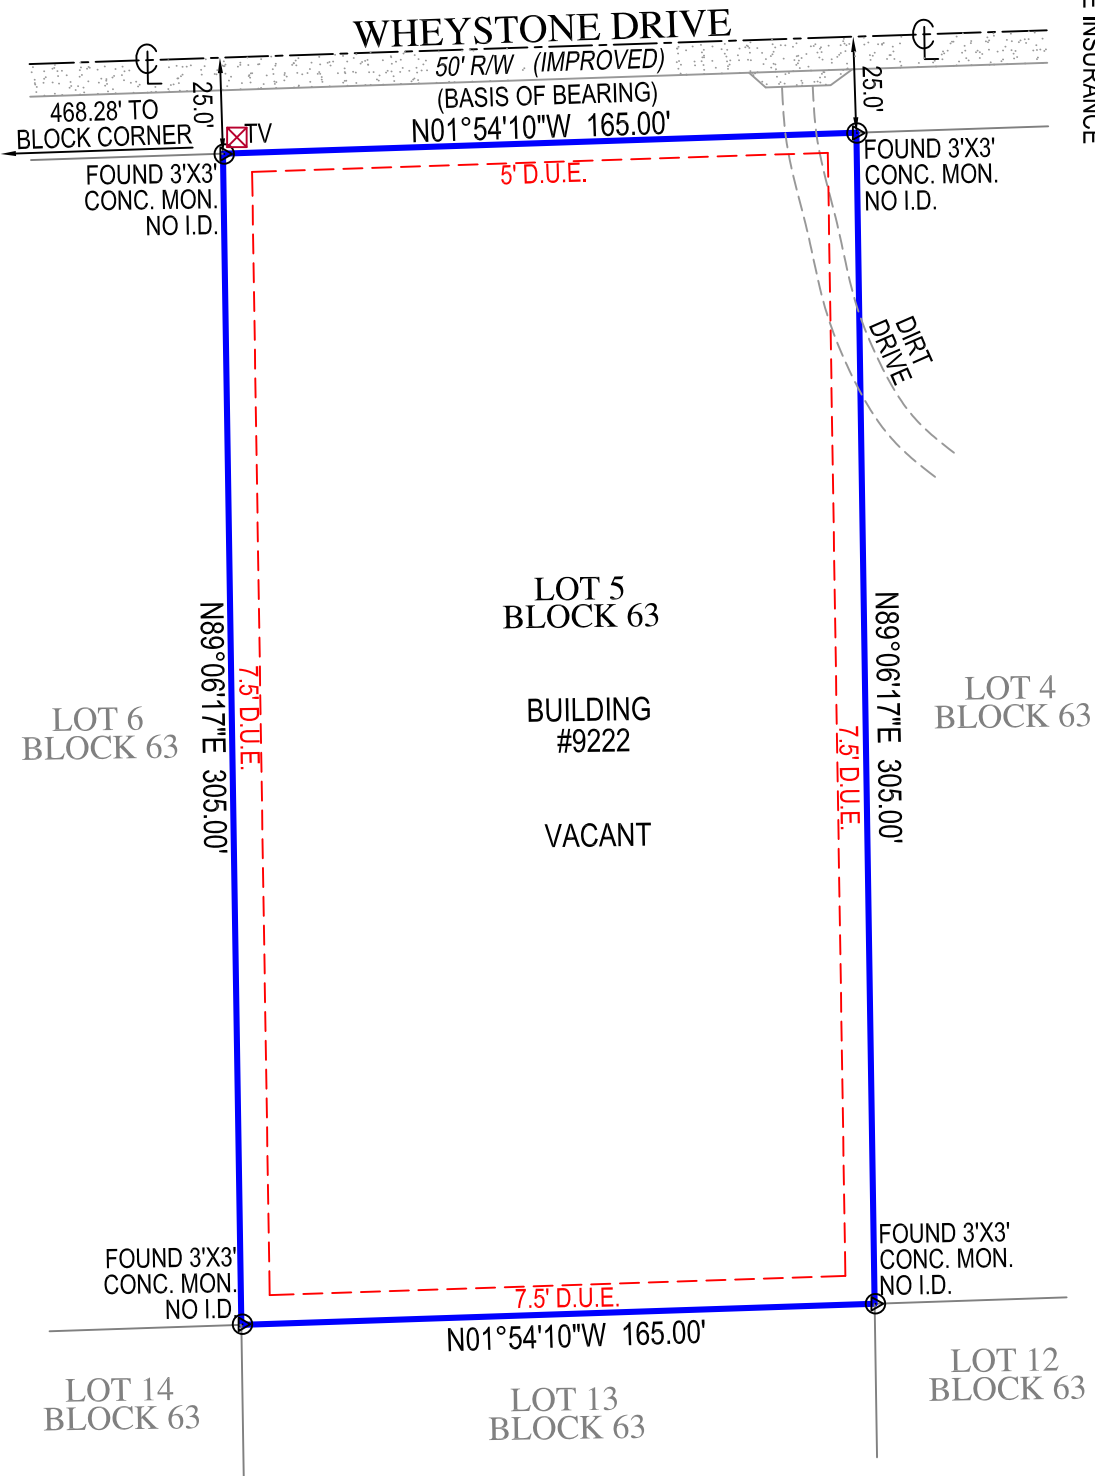 WHEYSTONE DRIVE
50' R/W (IMPROVED)
(BASIS OF BEARING)
N01°54'10"W 165.00'
E INSURANCE
25.0'
25.0'
468.28' TO
BLOCK CORNER
TV
FOUND 3'X3'
CONC. MON.
NO I.D.
5' D.U.E.
FOUND 3'X3'
CONC. MON.
NO I.D.
DIRT
DRIVE
LOT 5
BLOCK 63
N89°06'17"E 305.00'
7.5' D.U.E.
LOT 6
BLOCK 63
BUILDING
#9222
VACANT
7.5' D.U.E.
N89°06'17"E 305.00'
LOT 4
BLOCK 63
FOUND 3'X3'
CONC. MON.
NO I.D.
7.5' D.U.E.
FOUND 3'X3'
CONC. MON.
NO I.D.
N01°54'10"W 165.00'
LOT 14
BLOCK 63
LOT 13
BLOCK 63
LOT 12
BLOCK 63